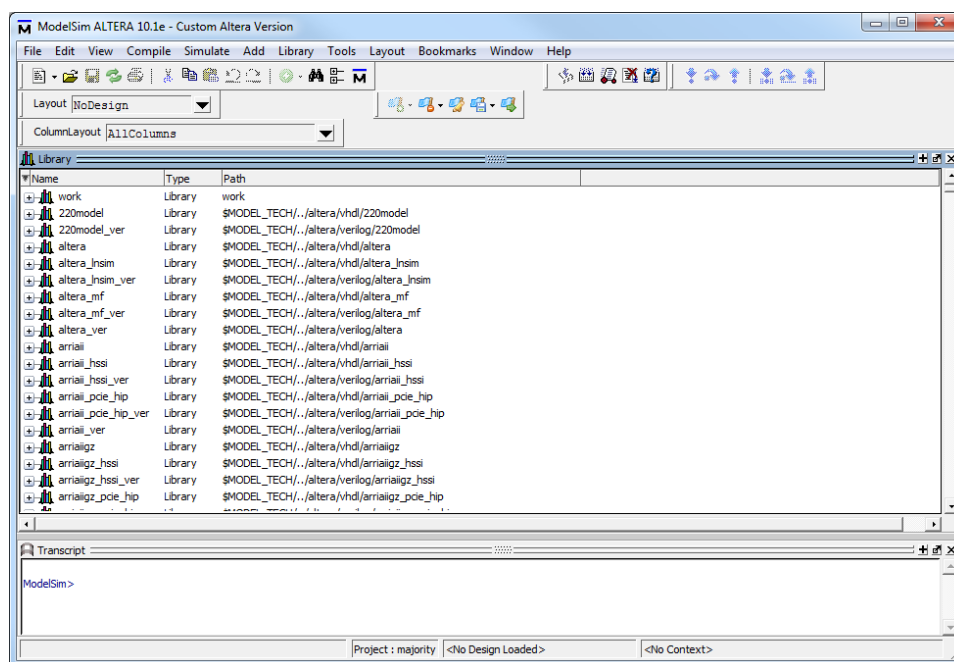 ModelSim ALTERA 10.1e - Custom Altera Version
File Edit View Compile Simulate Add Library Tools Layout Bookmarks Window Help
Layout NoDesign
ColumnLayout AllColumns
Library
Name Type Path
work Library work
220model Library $MODEL_TECH/../altera/vhdl/220model
220model_ver Library $MODEL_TECH/../altera/verilog/220model
altera Library $MODEL_TECH/../altera/vhdl/altera
altera_lnsim Library $MODEL_TECH/../altera/vhdl/altera_lnsim
altera_lnsim_ver Library $MODEL_TECH/../altera/verilog/altera_lnsim
altera_mf Library $MODEL_TECH/../altera/vhdl/altera_mf
altera_mf_ver Library $MODEL_TECH/../altera/verilog/altera_mf
altera_ver Library $MODEL_TECH/../altera/verilog/altera
arriaii Library $MODEL_TECH/../altera/vhdl/arriaii
arriaii_hssi Library $MODEL_TECH/../altera/vhdl/arriaii_hssi
arriaii_hssi_ver Library $MODEL_TECH/../altera/verilog/arriaii_hssi
arriaii_pcie_hip Library $MODEL_TECH/../altera/vhdl/arriaii_pcie_hip
arriaii_pcie_hip_ver Library $MODEL_TECH/../altera/verilog/arriaii_pcie_hip
arriaii_ver Library $MODEL_TECH/../altera/verilog/arriaii
arriaiigz Library $MODEL_TECH/../altera/vhdl/arriaiigz
arriaiigz_hssi Library $MODEL_TECH/../altera/vhdl/arriaiigz_hssi
arriaiigz_hssi_ver Library $MODEL_TECH/../altera/verilog/arriaiigz_hssi
arriaiigz_pcie_hip Library $MODEL_TECH/../altera/vhdl/arriaiigz_pcie_hip
Transcript
ModelSim>
Project : majority <No Design Loaded> <No Context>